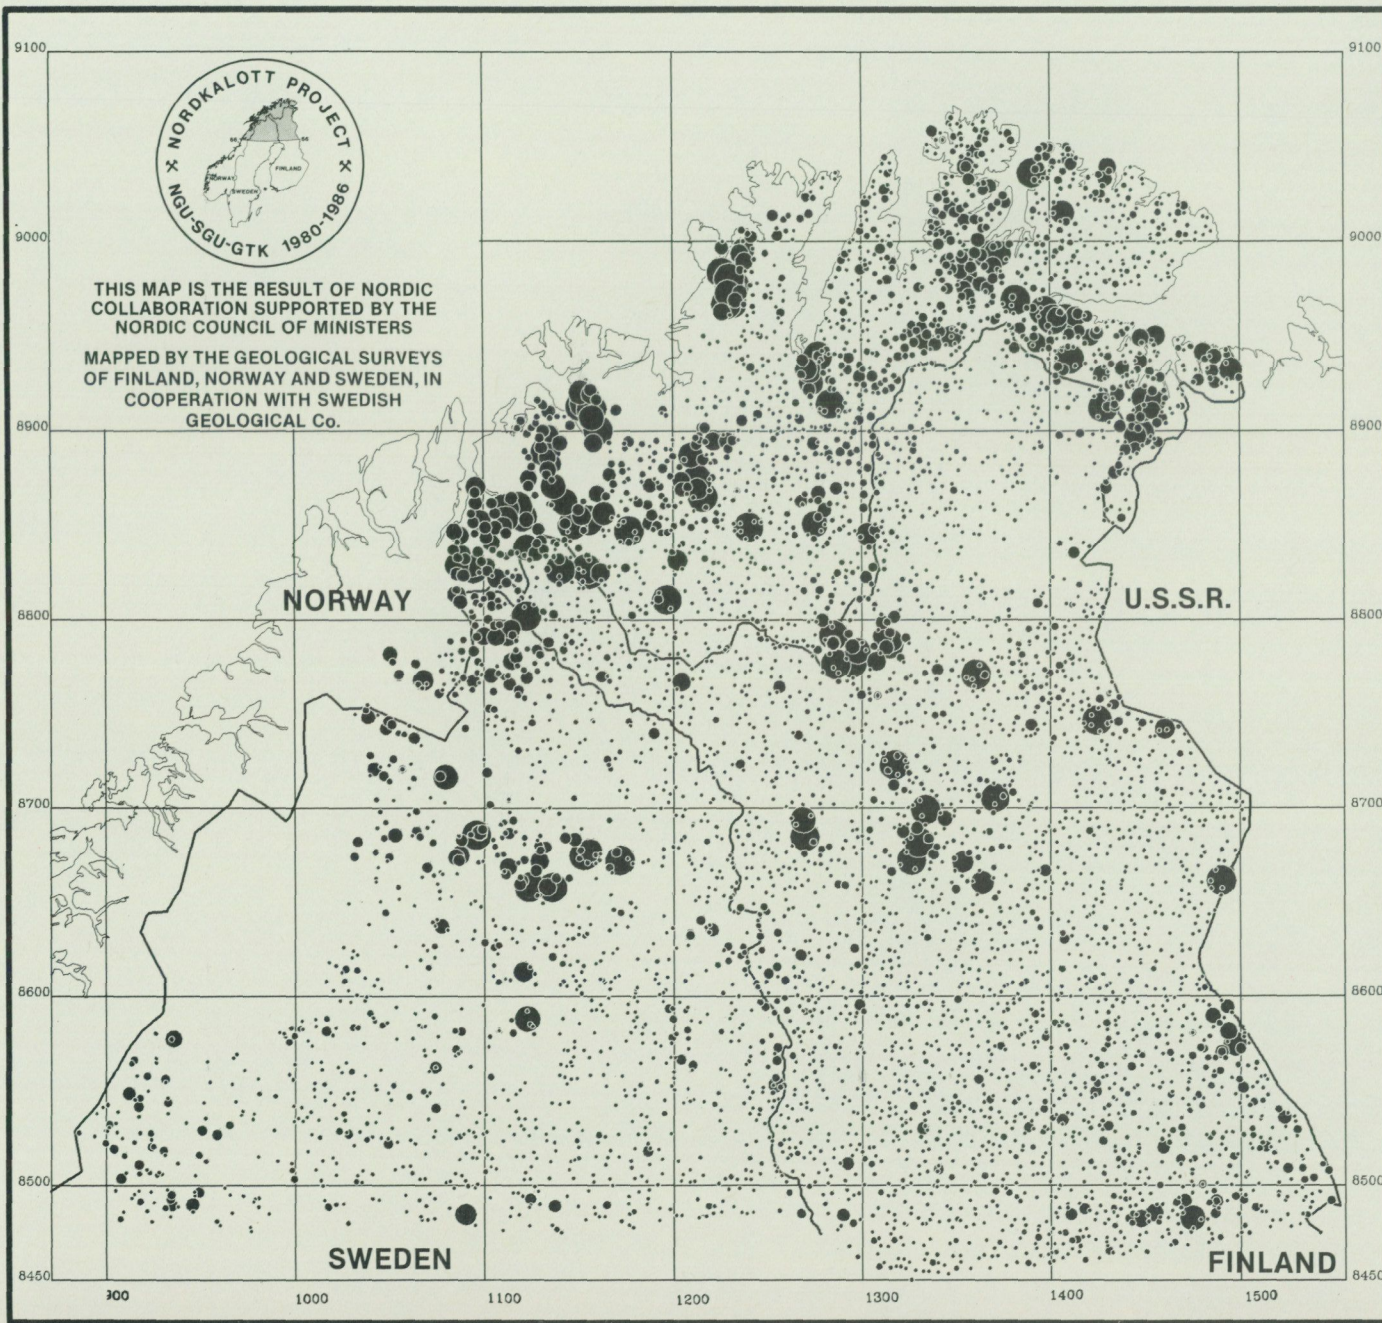 9100
9100
NORDKALOTT PROJECT
NGU-SGU-GTK 1980-1986
66
66
NORWAY
SWEDEN
FINLAND
9000
9000
THIS MAP IS THE RESULT OF NORDIC
COLLABORATION SUPPORTED BY THE
NORDIC COUNCIL OF MINISTERS
MAPPED BY THE GEOLOGICAL SURVEYS
OF FINLAND, NORWAY AND SWEDEN, IN
COOPERATION WITH SWEDISH
GEOLOGICAL Co.
8900
8900
NORWAY
U.S.S.R.
8800
8800
8700
8700
8600
8600
8500
8500
SWEDEN
FINLAND
8450
8450
900
1000
1100
1200
1300
1400
1500